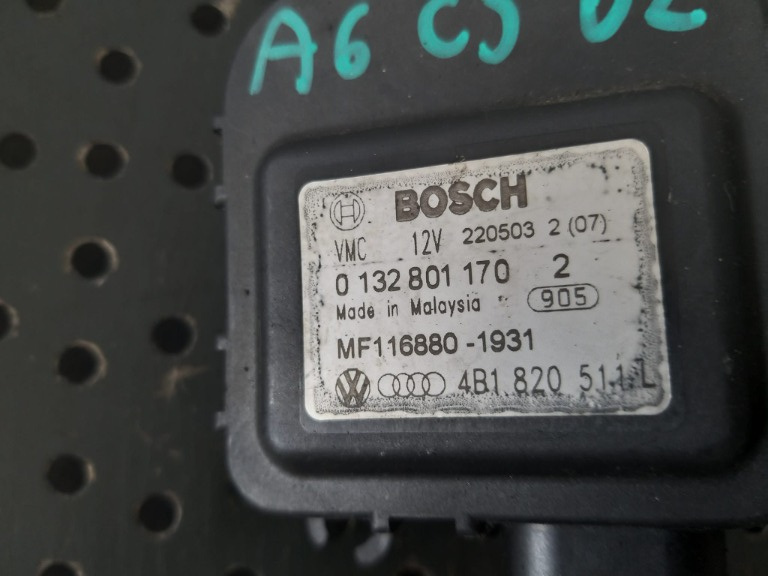 A6 C5 02
BOSCH
VMC 12V 220503 2 (07)
0 132 801 170 2
Made in Malaysia 905
MF116880-1931
4B1 820 511 L